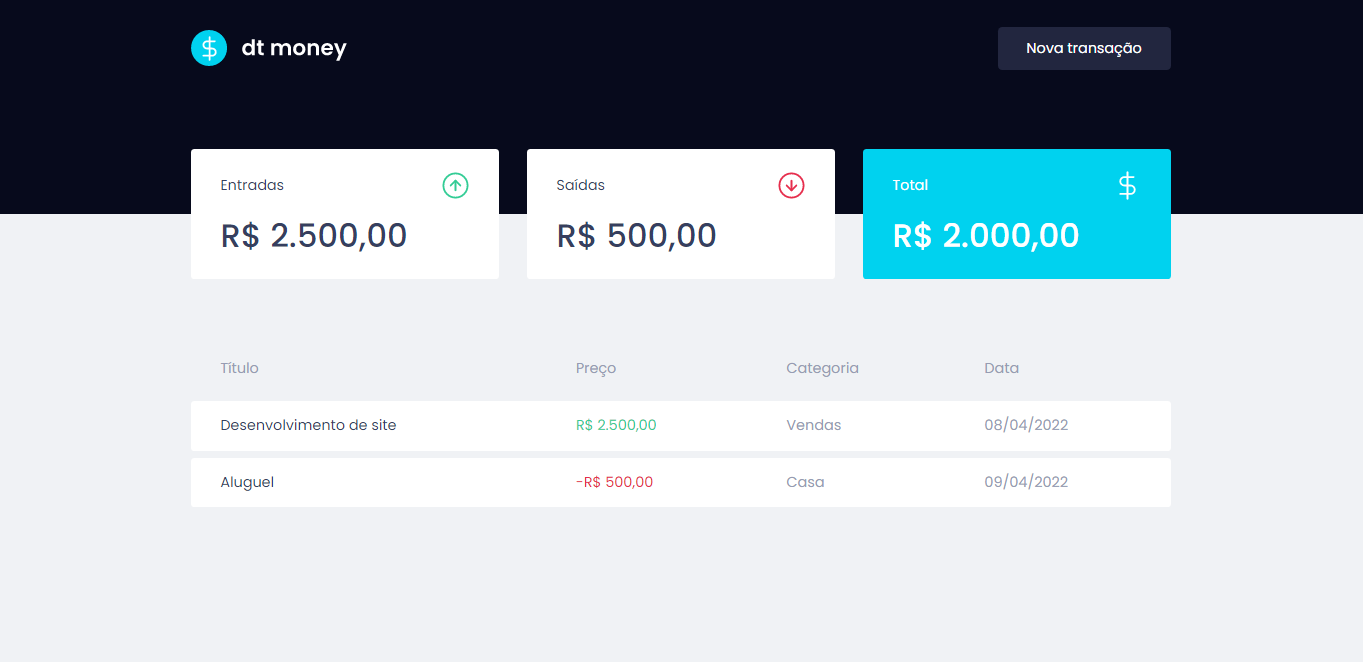 dt money
Nova transação
Entradas
R$ 2.500,00
Saídas
R$ 500,00
Total
R$ 2.000,00
Título Preço Categoria Data
Desenvolvimento de site R$ 2.500,00 Vendas 08/04/2022
Aluguel -R$ 500,00 Casa 09/04/2022